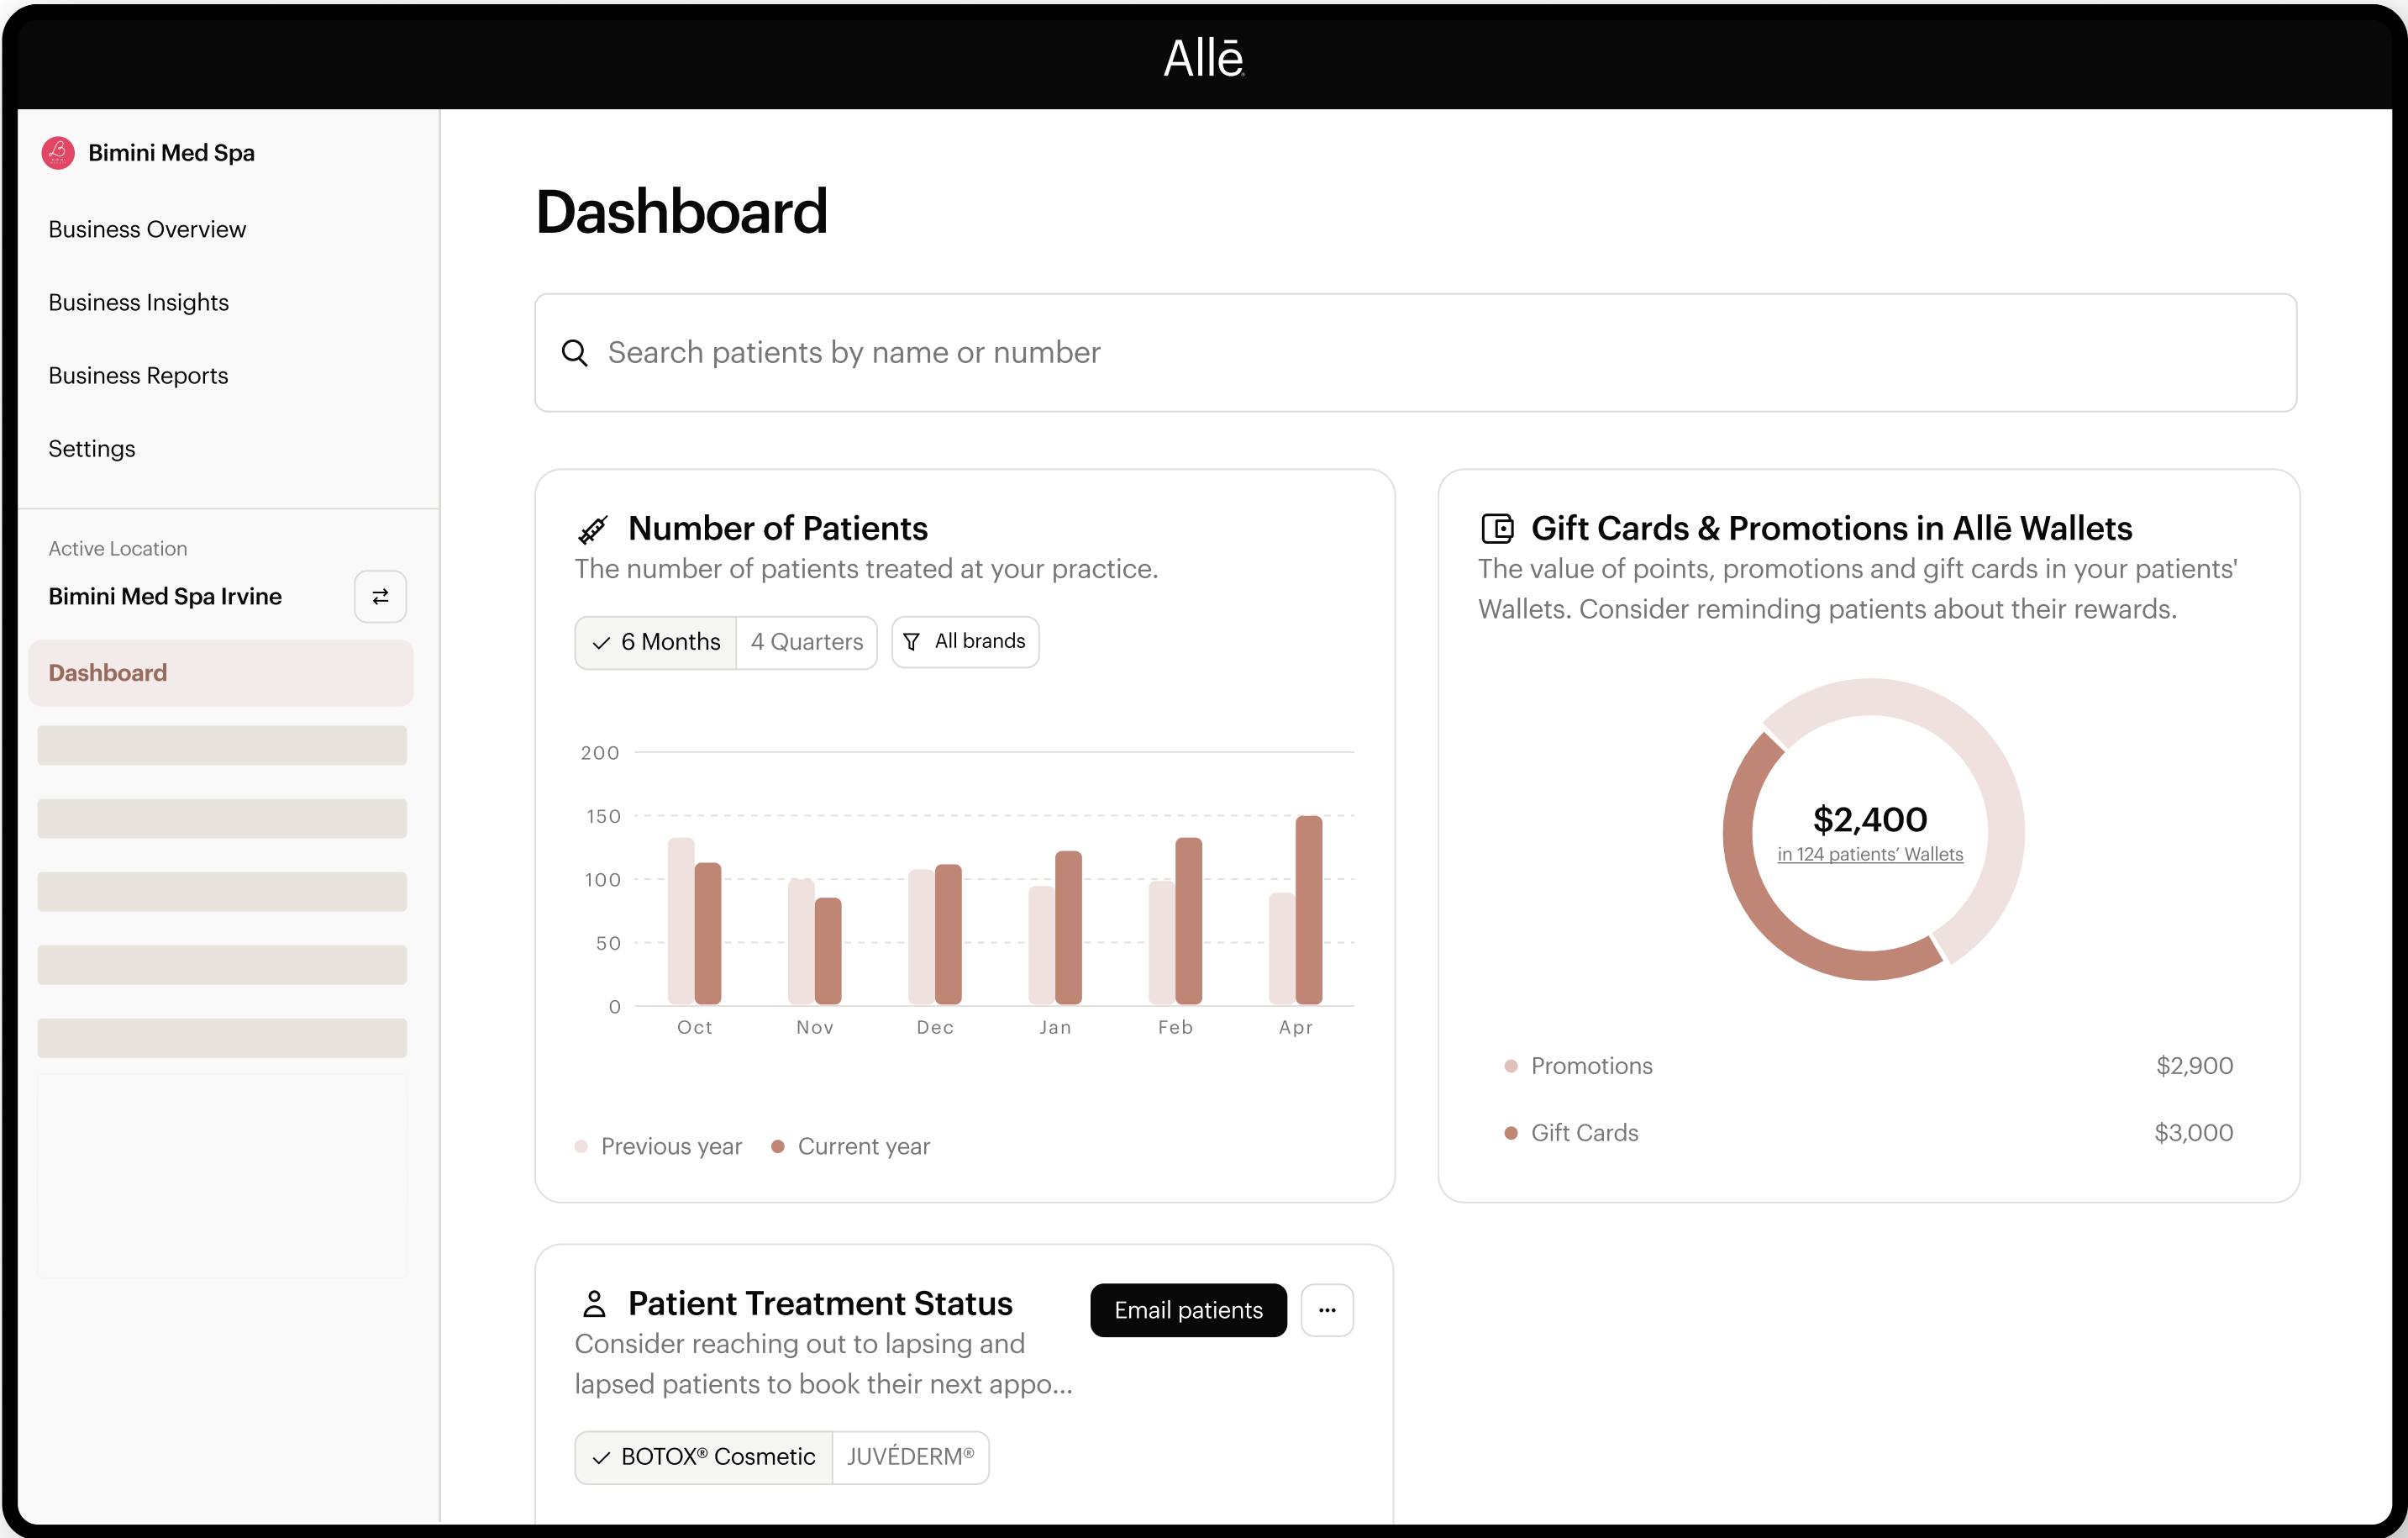 Allē
Bimini Med Spa
Business Overview
Business Insights
Business Reports
Settings
Active Location
Bimini Med Spa Irvine
Dashboard
Dashboard
Search patients by name or number
Number of Patients
The number of patients treated at your practice.
6 Months
4 Quarters
All brands
200
150
100
50
0
Oct Nov Dec Jan Feb Apr
Previous year
Current year
Gift Cards & Promotions in Allē Wallets
The value of points, promotions and gift cards in your patients'
Wallets. Consider reminding patients about their rewards.
$2,400
in 124 patients’ Wallets
Promotions $2,900
Gift Cards $3,000
Patient Treatment Status
Email patients
Consider reaching out to lapsing and
lapsed patients to book their next appo...
BOTOX® Cosmetic
JUVÉDERM®